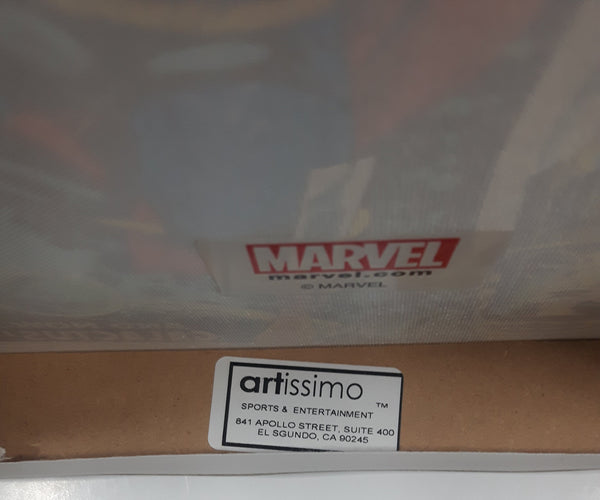 MARVEL
marvel.com
© MARVEL
artissimo ™
SPORTS & ENTERTAINMENT
841 APOLLO STREET, SUITE 400
EL SGUNDO, CA 90245